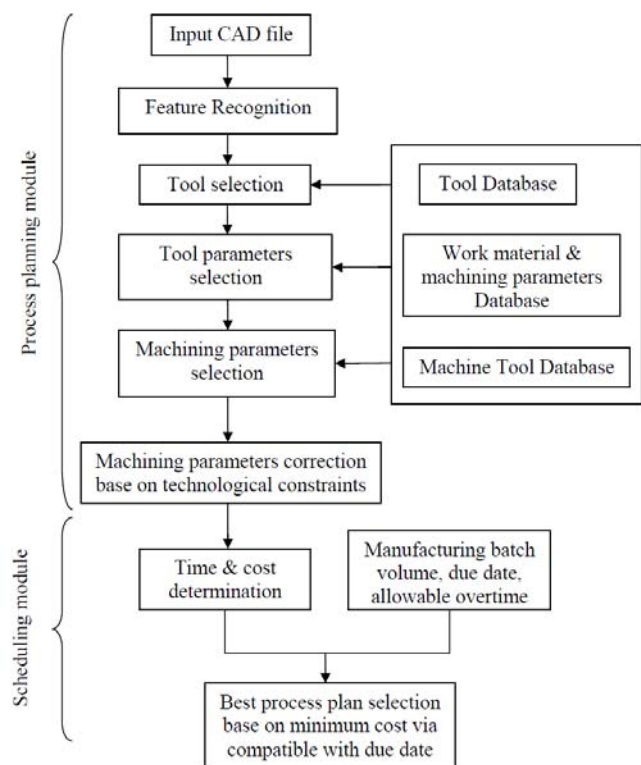 Input CAD file
Feature Recognition
Tool selection
Tool Database
Tool parameters
selection
Work material &
machining parameters
Database
Machining parameters
selection
Machine Tool Database
Machining parameters correction
base on technological constraints
Process planning module
Time & cost
determination
Manufacturing batch
volume, due date,
allowable overtime
Scheduling module
Best process plan selection
base on minimum cost via
compatible with due date